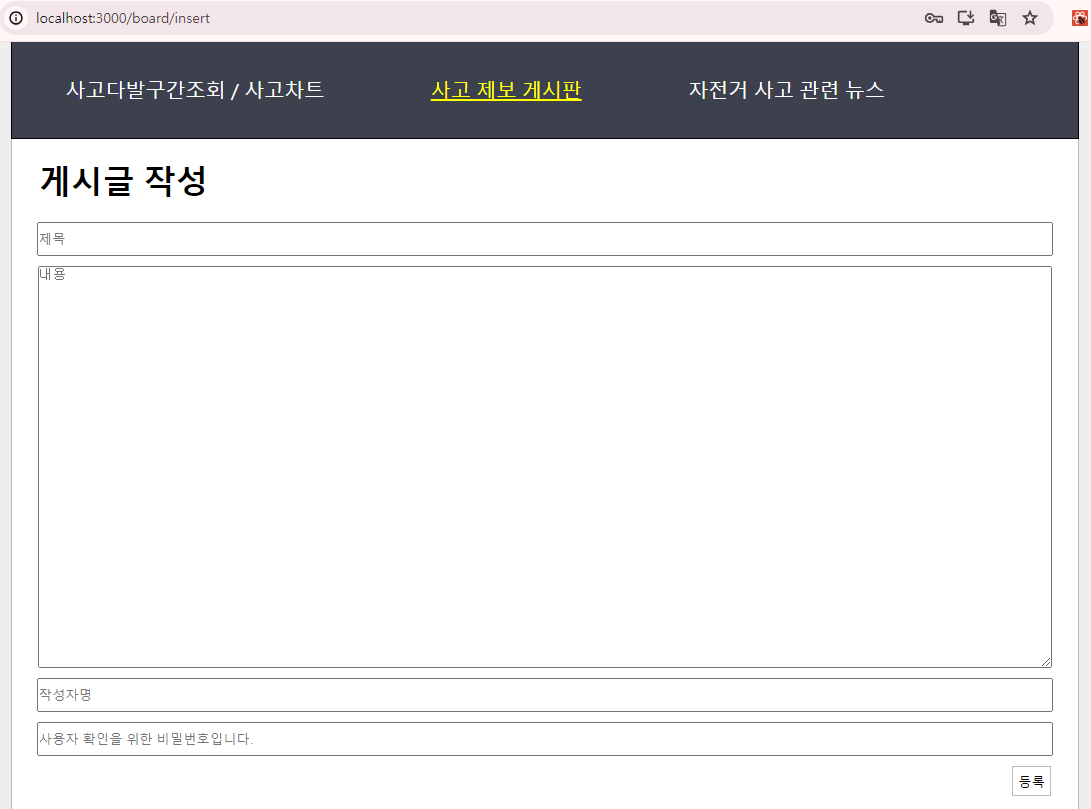 localhost:3000/board/insert
사고다발구간조회 / 사고차트 사고 제보 게시판 자전거 사고 관련 뉴스
게시글 작성
제목
내용
작성자명
사용자 확인을 위한 비밀번호입니다.
등록